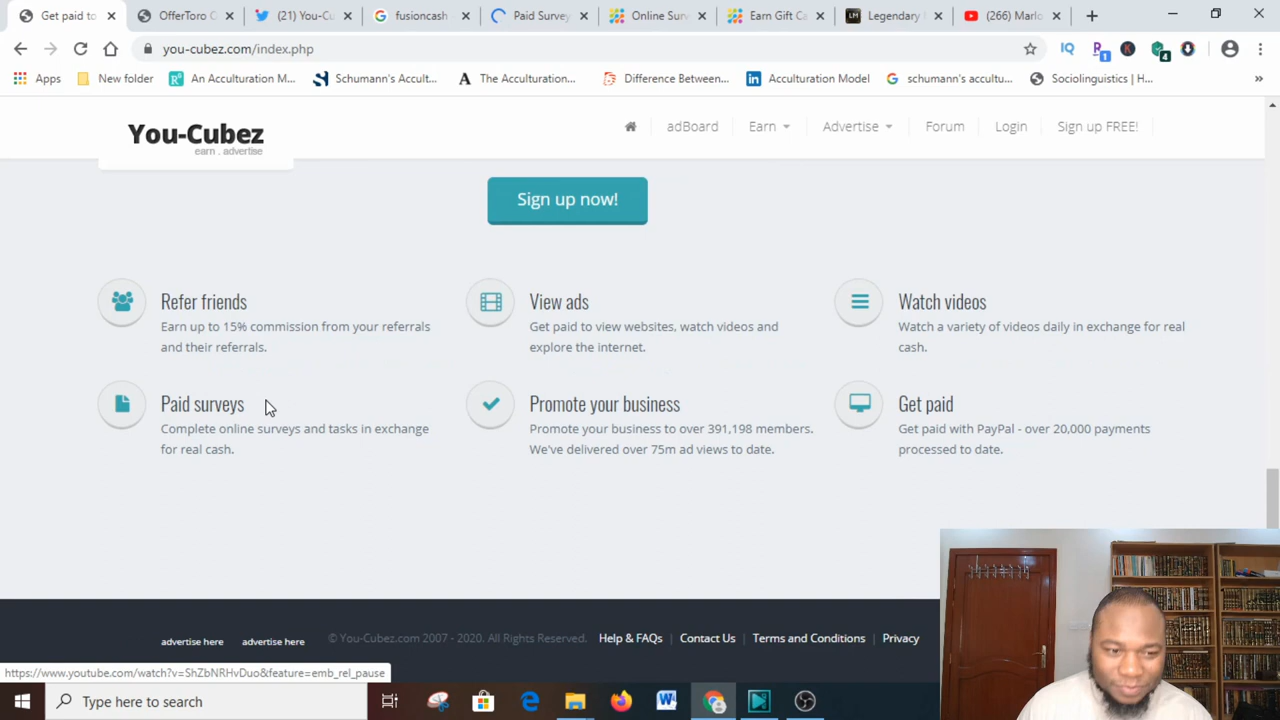 Get paid to
OfferToro C
(21) You-Cu
fusioncash -
Paid Survey
Online Surv
Earn Gift Ca
Legendary
(266) Marlo
you-cubez.com/index.php
Apps
New folder
An Acculturation M...
Schumann's Accult...
The Acculturation...
Difference Between...
Acculturation Model
schumann's accultu...
Sociolinguistics | H...
You-Cubez
earn . advertise
adBoard
Earn
Advertise
Forum
Login
Sign up FREE!
Sign up now!
Refer friends
Earn up to 15% commission from your referrals
and their referrals.
View ads
Get paid to view websites, watch videos and
explore the internet.
Watch videos
Watch a variety of videos daily in exchange for real
cash.
Paid surveys
Complete online surveys and tasks in exchange
for real cash.
Promote your business
Promote your business to over 391,198 members.
We've delivered over 75m ad views to date.
Get paid
Get paid with PayPal - over 20,000 payments
processed to date.
advertise here
advertise here
© You-Cubez.com 2007 - 2020. All Rights Reserved.
Help & FAQs
Contact Us
Terms and Conditions
Privacy
https://www.youtube.com/watch?v=ShZbNRHvDuo&feature=emb_rel_pause
Type here to search